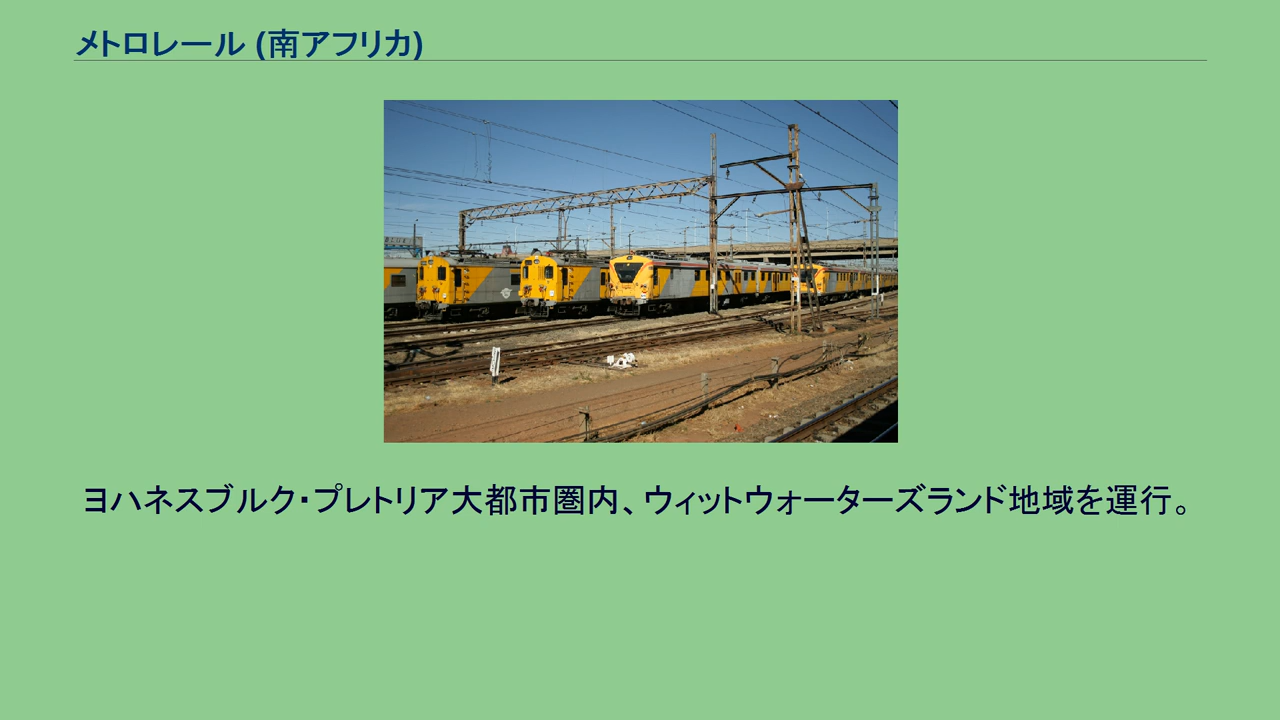 メトロレール (南アフリカ)
ヨハネスブルク・プレトリア大都市圏内、ウィットウォーターズランド地域を運行。